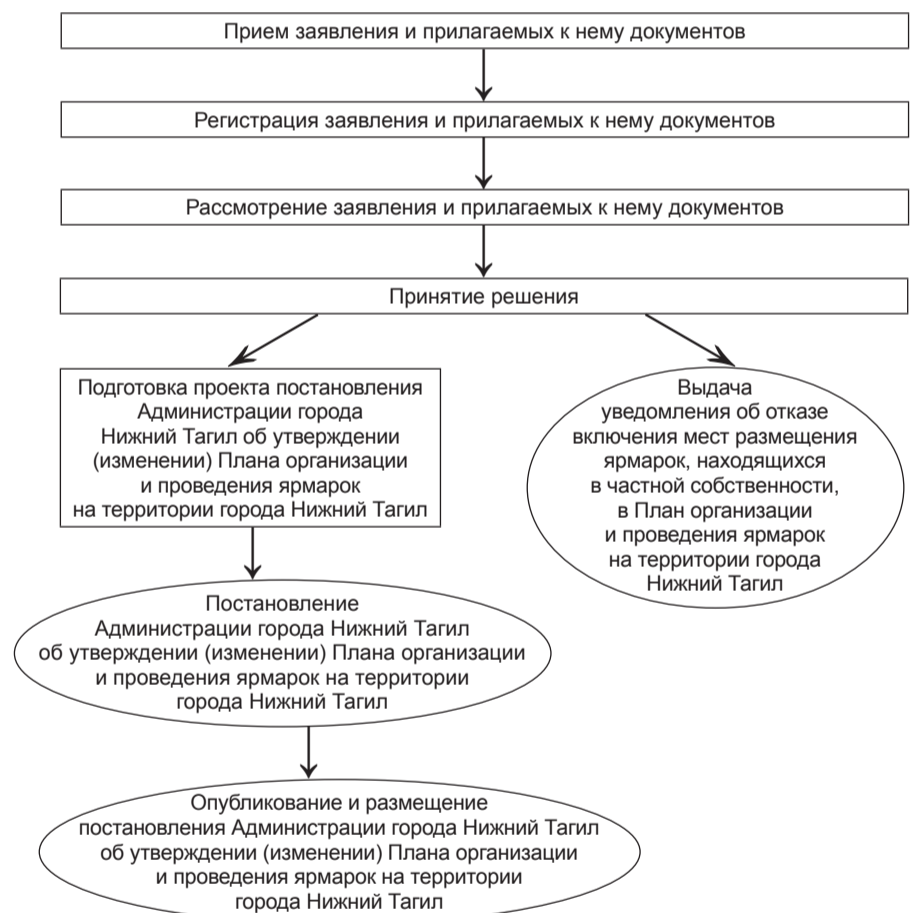 Прием заявления и прилагаемых к нему документов
Регистрация заявления и прилагаемых к нему документов
Рассмотрение заявления и прилагаемых к нему документов
Принятие решения
Подготовка проекта постановления
Администрации города
Нижний Тагил об утверждении
(изменении) Плана организации
и проведения ярмарок
на территории города Нижний Тагил
Выдача
уведомления об отказе
включения мест размещения
ярмарок, находящихся
в частной собственности,
в План организации
и проведения ярмарок
на территории города
Нижний Тагил
Постановление
Администрации города Нижний Тагил
об утверждении (изменении) Плана организации
и проведения ярмарок на территории
города Нижний Тагил
Опубликование и размещение
постановления Администрации города Нижний Тагил
об утверждении (изменении) Плана организации
и проведения ярмарок на территории
города Нижний Тагил